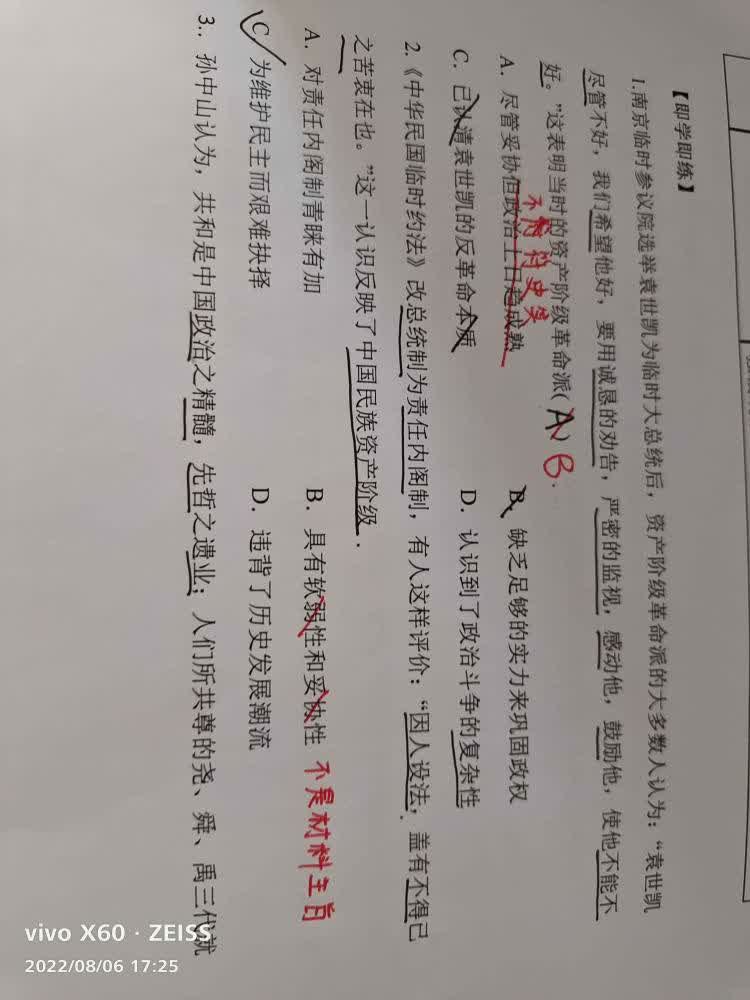 【即学即练】
1.南京临时参议院选举袁世凯为临时大总统后，资产阶级革命派的大多数人认为：“袁世凯
尽管不好，我们希望他好，要用诚恳的劝告，严密的监视，感动他，鼓励他，使他不能不
好。”这表明当时的资产阶级革命派(A) B.
不符符史实
A．尽管妥协但政治上日趋成熟 B．缺乏足够的实力来巩固政权
C．已认清袁世凯的反革命本质 D．认识到了政治斗争的复杂性
2.《中华民国临时约法》改总统制为责任内阁制，有人这样评价：“因人设法，盖有不得已
之苦衷在也。”这一认识反映了中国民族资产阶级．
A．对责任内阁制青睐有加 B．具有软弱性和妥协性 不是材料主旨
C 为维护民主而艰难抉择 D．违背了历史发展潮流
3.．孙中山认为，共和是中国政治之精髓，先哲之遗业；人们所共尊的尧、舜、禹三代就
vivo X60 · ZEISS
2022/08/06 17:25